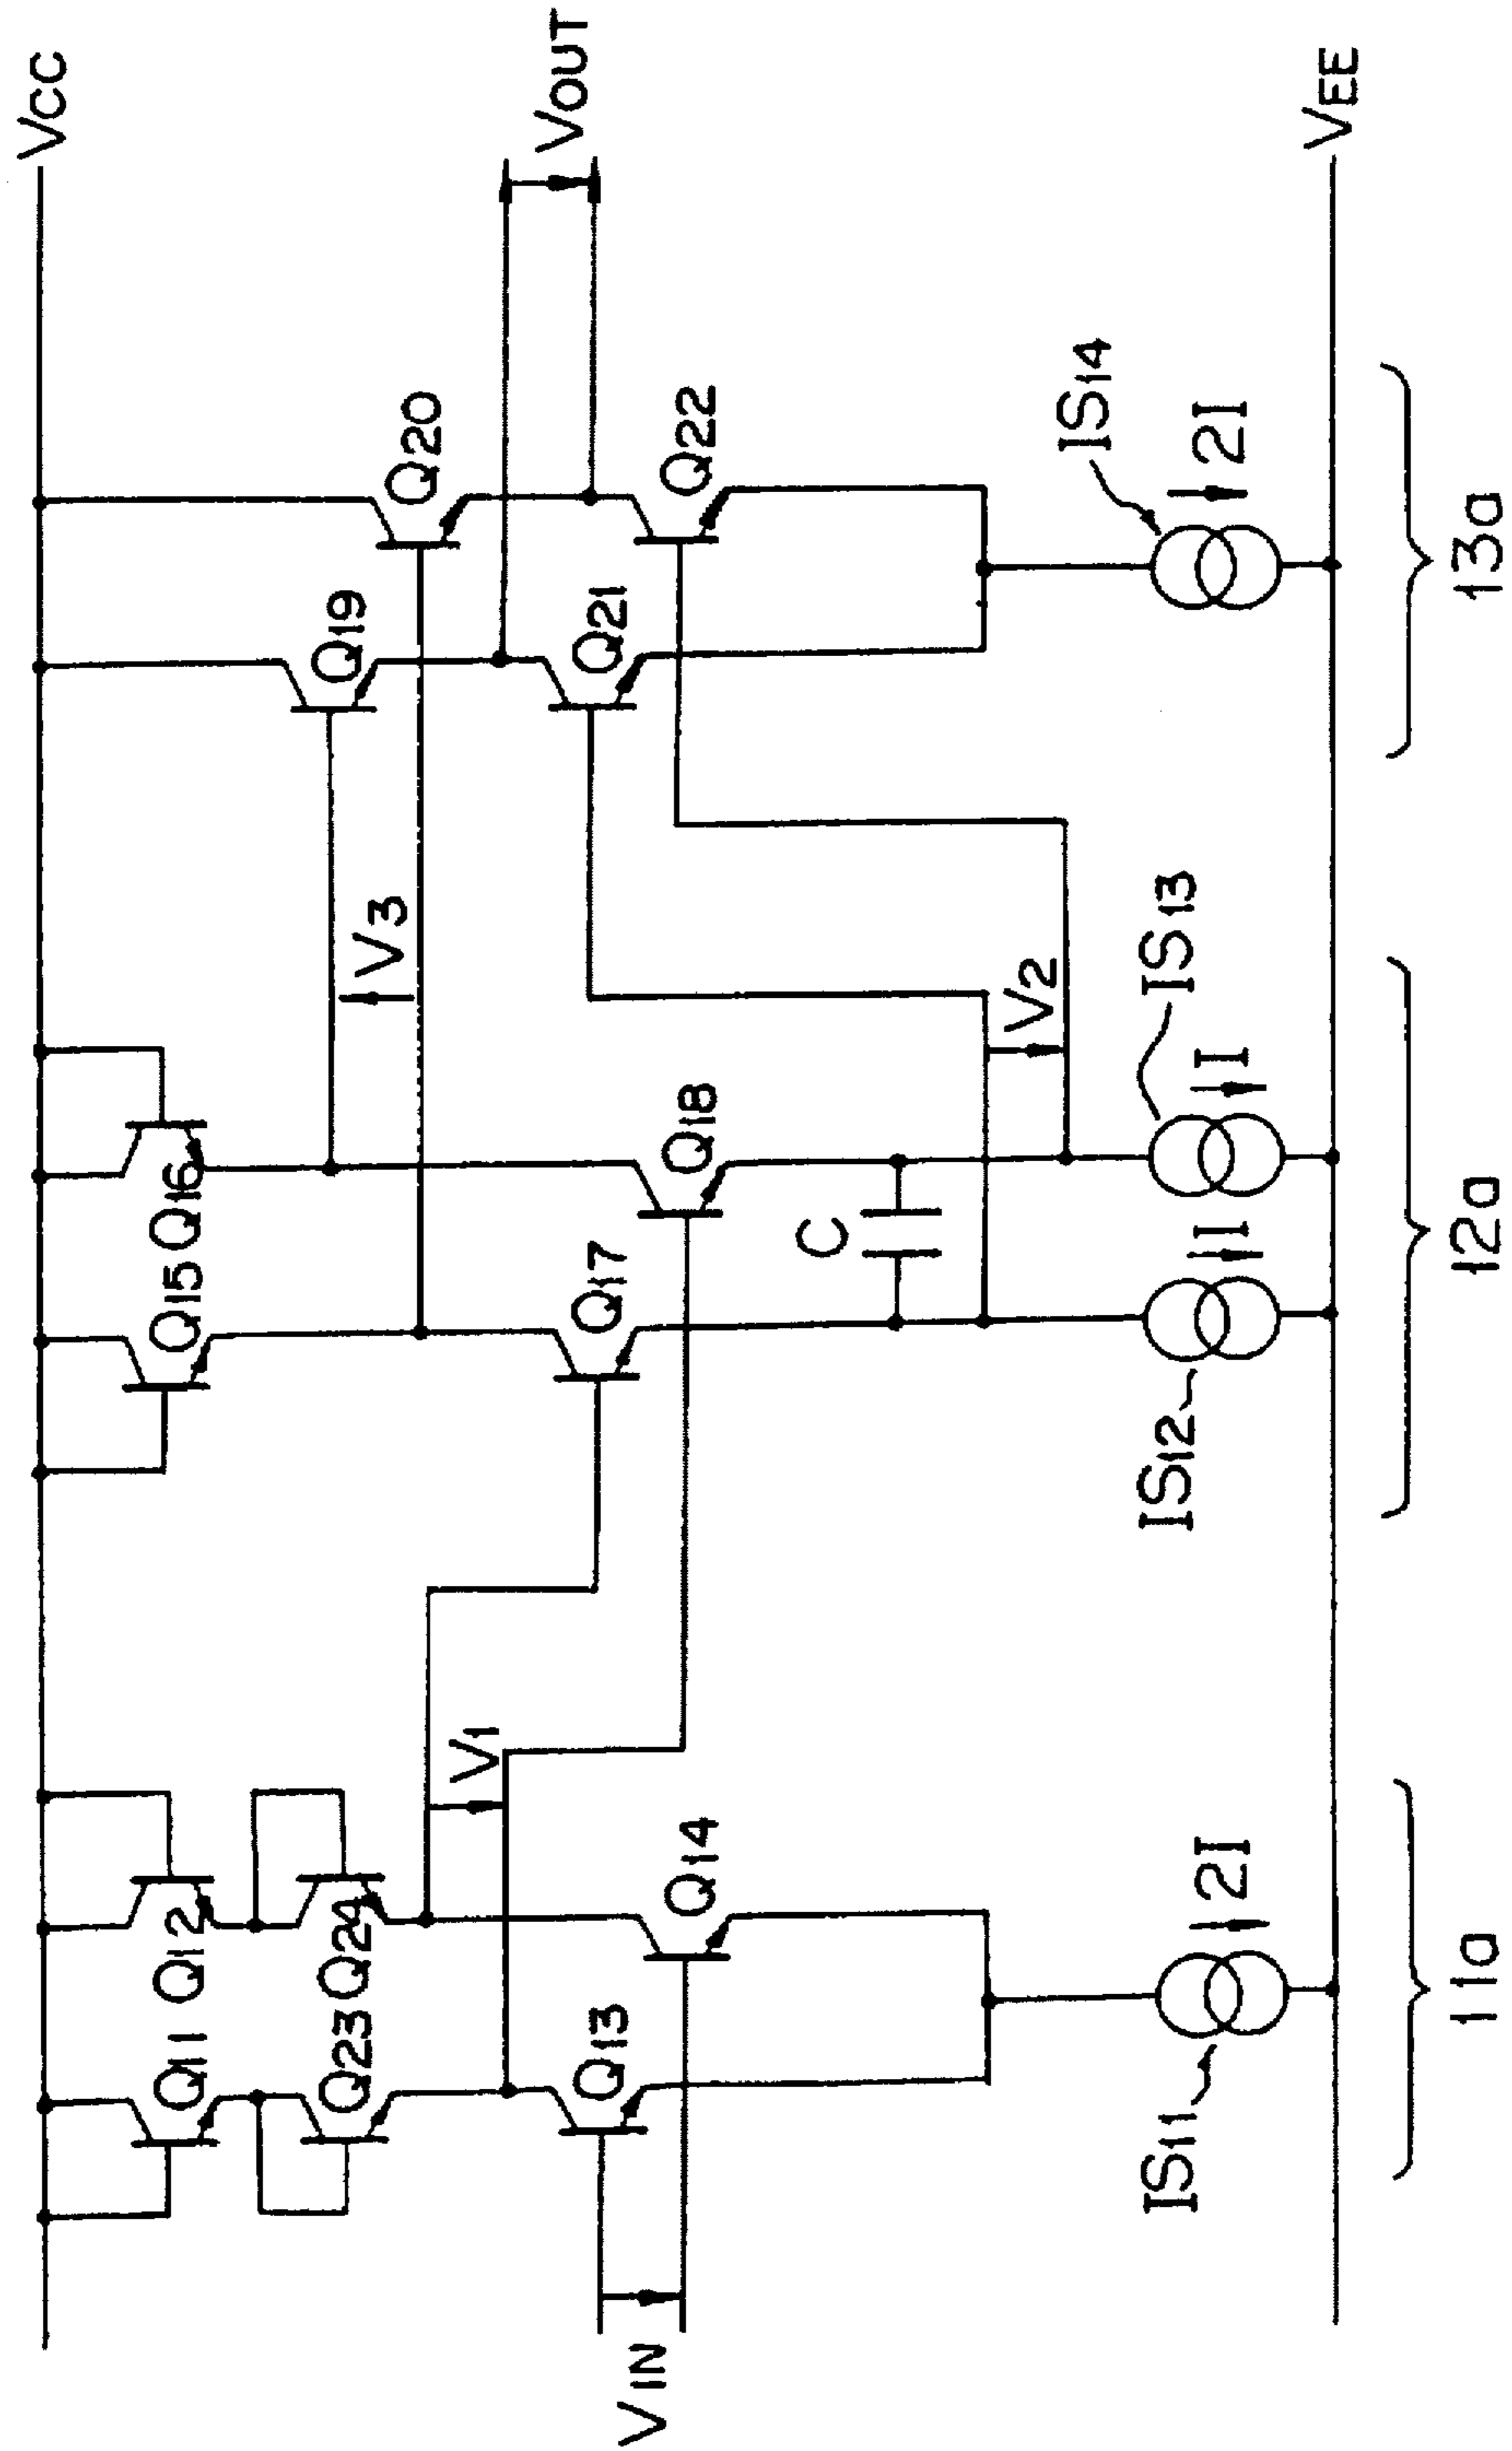 VCC
Q11
Q12
Q15
Q16
Q23
Q24
Q19
Q20
V1
V3
VOUT
VIN
Q13
Q14
Q17
Q18
Q21
Q22
C
V2
IS11
2I
IS12
I
I
IS13
IS14
2I
VEE
11a
12a
13a